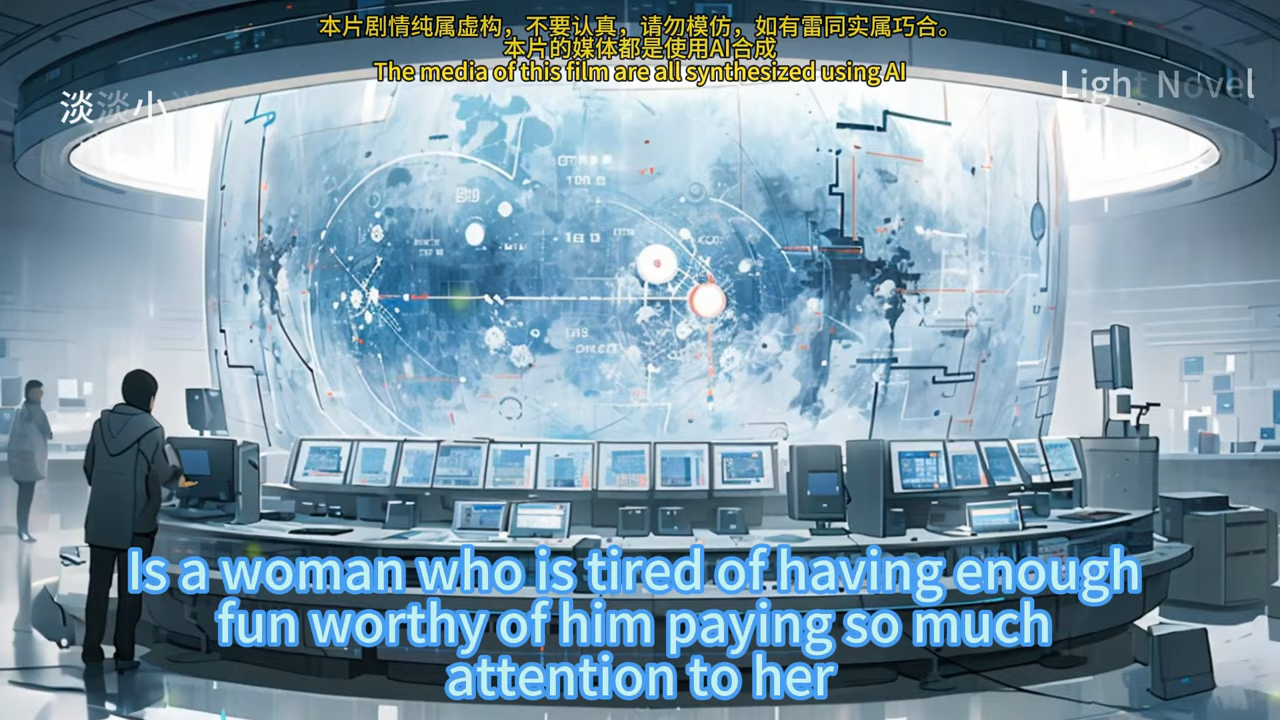 本片剧情纯属虚构，不要认真，请勿模仿，如有雷同实属巧合。
本片的媒体都是使用AI合成
The media of this film are all synthesized using AI
淡淡小
Light Novel
Is a woman who is tired of having enough
fun worthy of him paying so much
attention to her